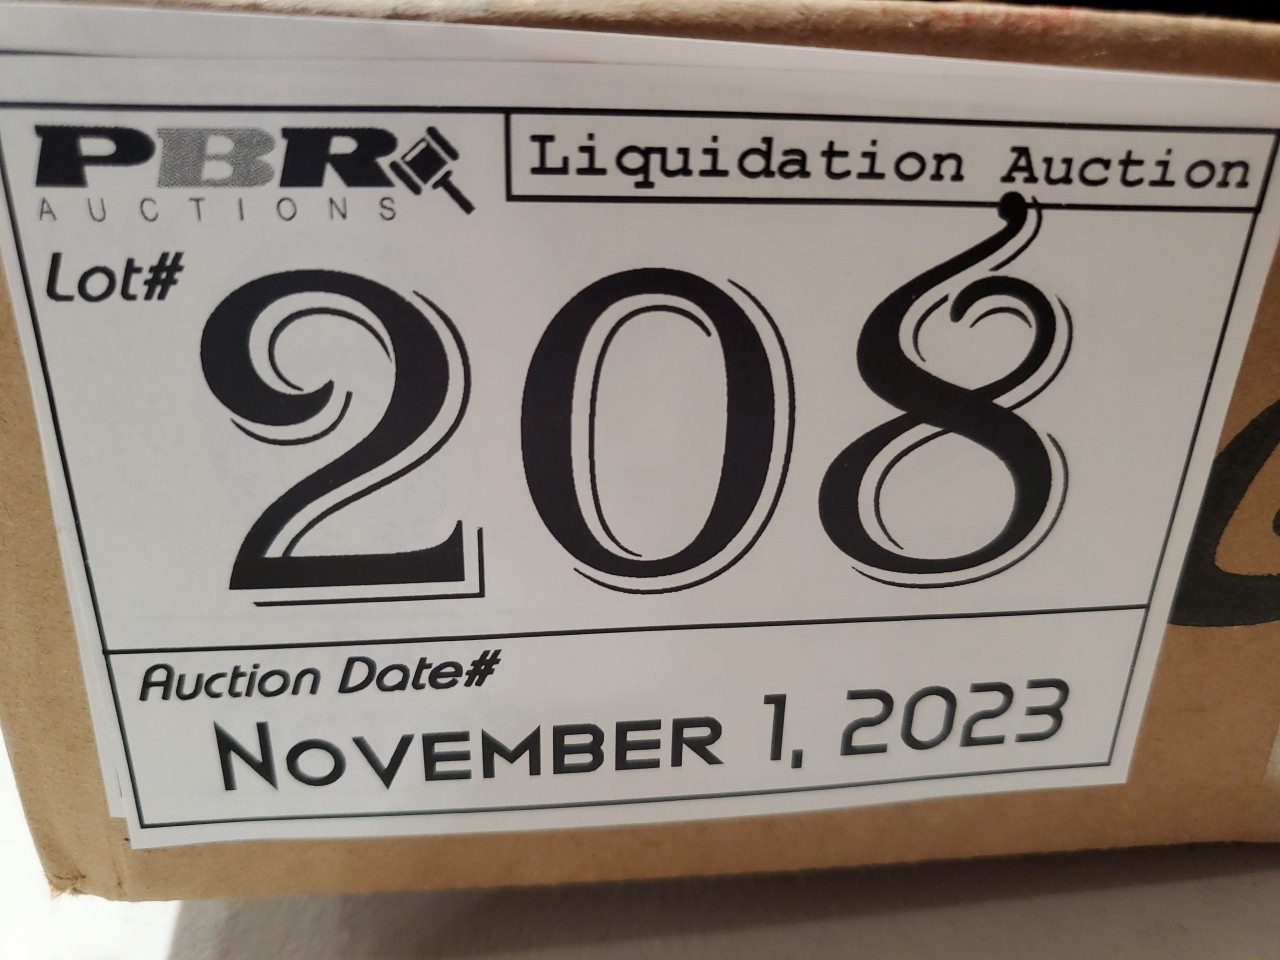 PBR
AUCTIONS
Liquidation Auction
Lot#
208
Auction Date#
NOVEMBER 1, 2023